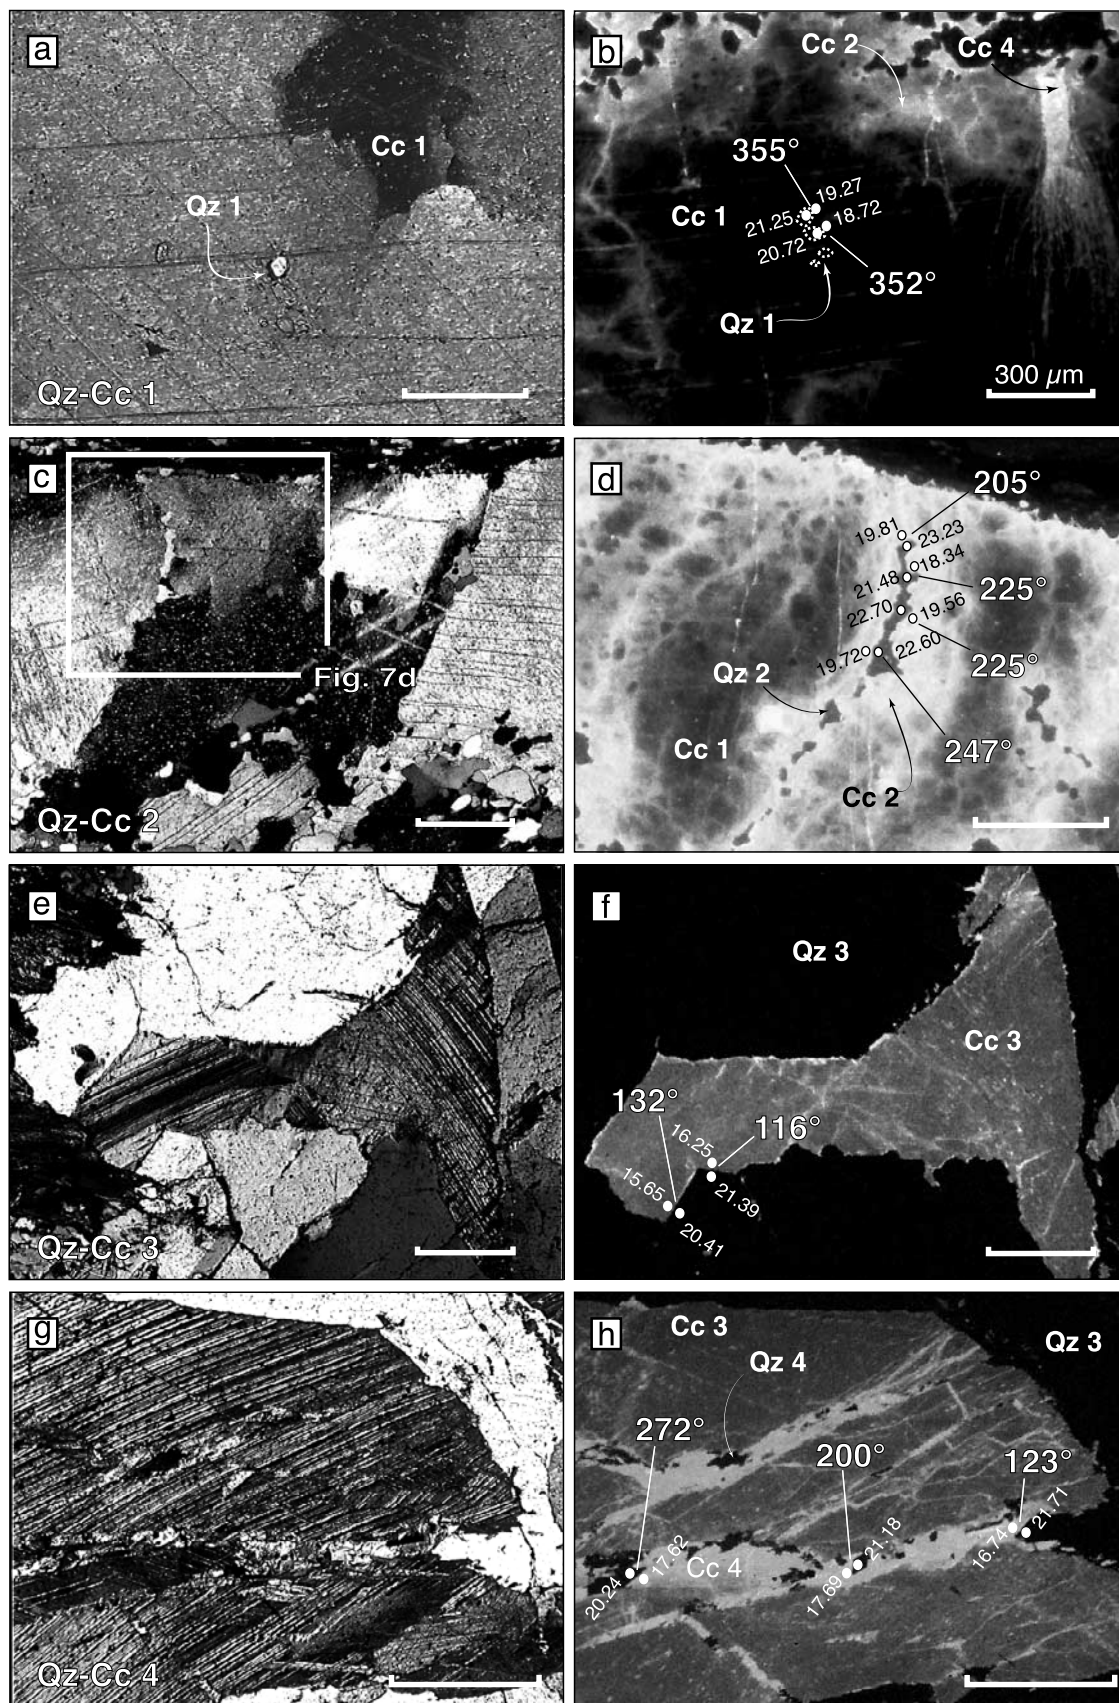 a
Cc 1
Qz 1
Qz-Cc 1
b
Cc 2
Cc 4
355°
19.27
Cc 1
21.25
18.72
20.72
352°
Qz 1
300 µm
c
Fig. 7d
Qz-Cc 2
d
205°
19.81
23.23
18.34
21.48
225°
22.70
19.56
22.60
19.72
225°
Qz 2
Cc 1
247°
Cc 2
e
Qz-Cc 3
f
Qz 3
Cc 3
132°
116°
16.25
15.65
21.39
20.41
g
Qz-Cc 4
h
Cc 3
Qz 3
Qz 4
272°
200°
123°
21.71
16.74
21.18
17.62
20.24
Cc 4
17.69